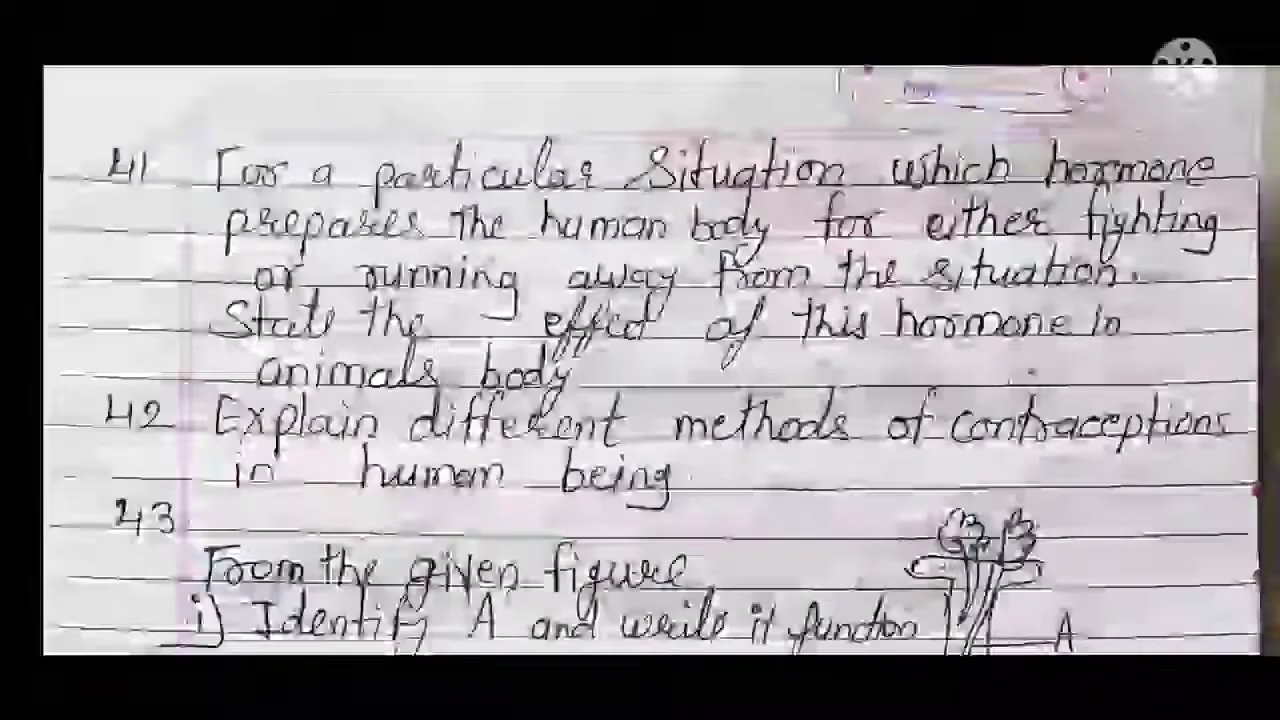 41 For a particular situation which hormone
prepares the human body for either fighting
or running away from the situation.
State the effect of this hormone in
animals body
42 Explain different methods of contraceptions
in human being
43
From the given figure
i) Identify A and write it function
A